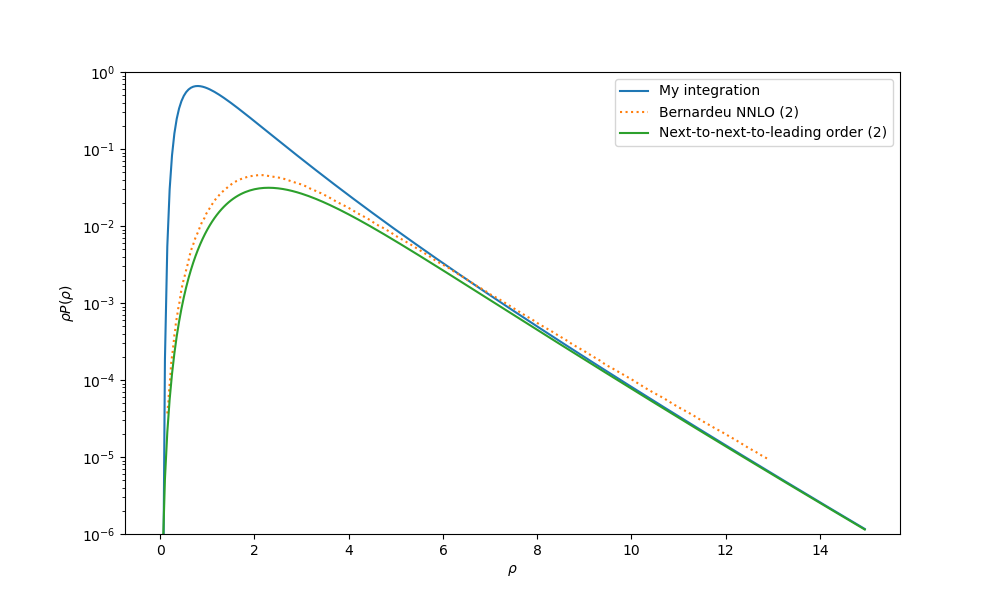 My integration
Bernardeu NNLO (2)
Next-to-next-to-leading order (2)
10⁰
10⁻¹
10⁻²
10⁻³
10⁻⁴
10⁻⁵
10⁻⁶
ρP(ρ)
0 2 4 6 8 10 12 14
ρ